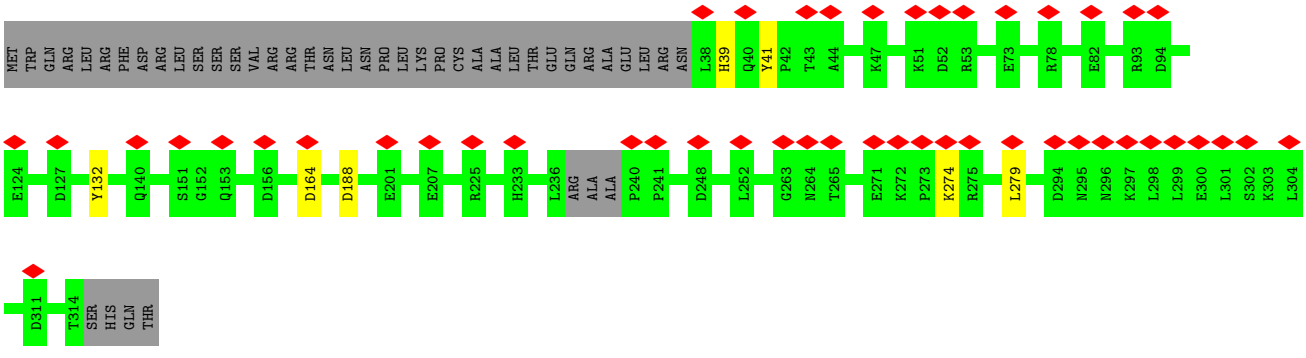 MET TRP GLN ARG LEU ARG PHE ASP ARG LEU SER SER SER VAL ARG ARG THR ASN LEU ASN PRO LEU LYS PRO CYS ALA ALA LEU THR GLU GLN ARG ALA GLU LEU ARG ASN L38 H39 Q40 Y41 P42 T43 A44 K47 K51 D52 R53 E73 R78 E82 R93 D94
E124 D127 Y132 Q140 S151 G152 Q153 D156 D164 D188 E201 E207 R225 H233 L236 ARG ALA ALA P240 P241 D248 L252 G263 N264 T265 E271 K272 P273 K274 R275 L279 D294 N295 N296 K297 L298 L299 E300 L301 S302 K303 L304
D311 T314 SER HIS GLN THR